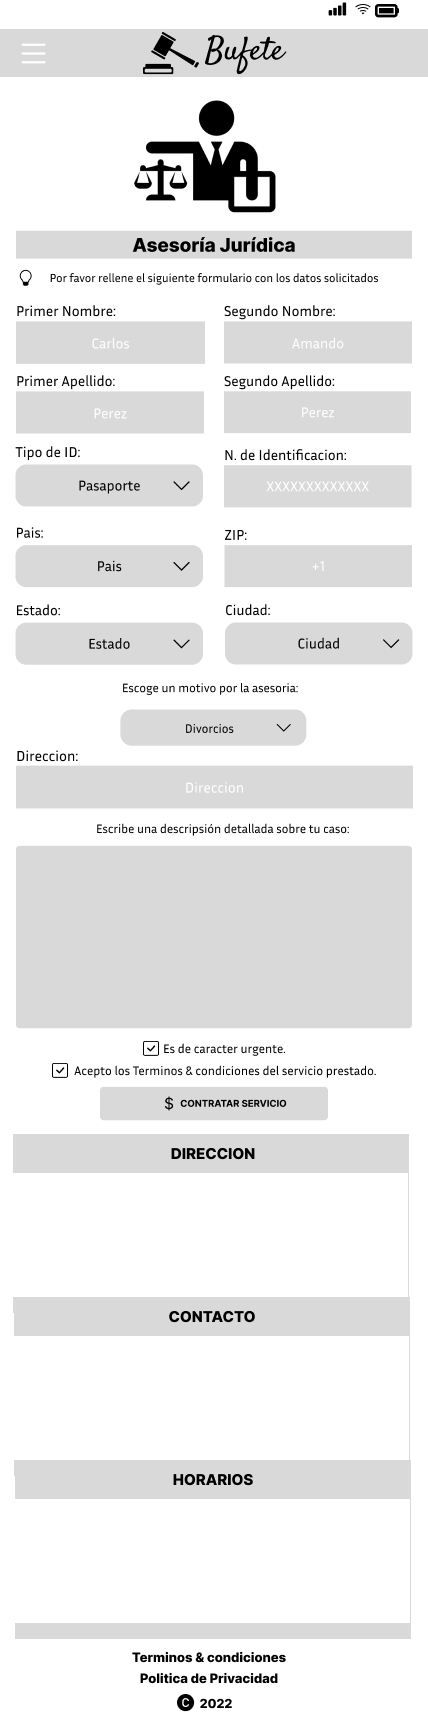 Bufete
Asesoría Jurídica
Por favor rellene el siguiente formulario con los datos solicitados
Primer Nombre: Segundo Nombre:
Carlos Amando
Primer Apellido: Segundo Apellido:
Perez Perez
Tipo de ID: N. de Identificacion:
Pasaporte XXXXXXXXXXXXX
Pais: ZIP:
Pais +1
Estado: Ciudad:
Estado Ciudad
Escoge un motivo por la asesoria:
Divorcios
Direccion:
Direccion
Escribe una descripsión detallada sobre tu caso:
Es de caracter urgente.
Acepto los Terminos & condiciones del servicio prestado.
$ CONTRATAR SERVICIO
DIRECCION
CONTACTO
HORARIOS
Terminos & condiciones
Politica de Privacidad
© 2022